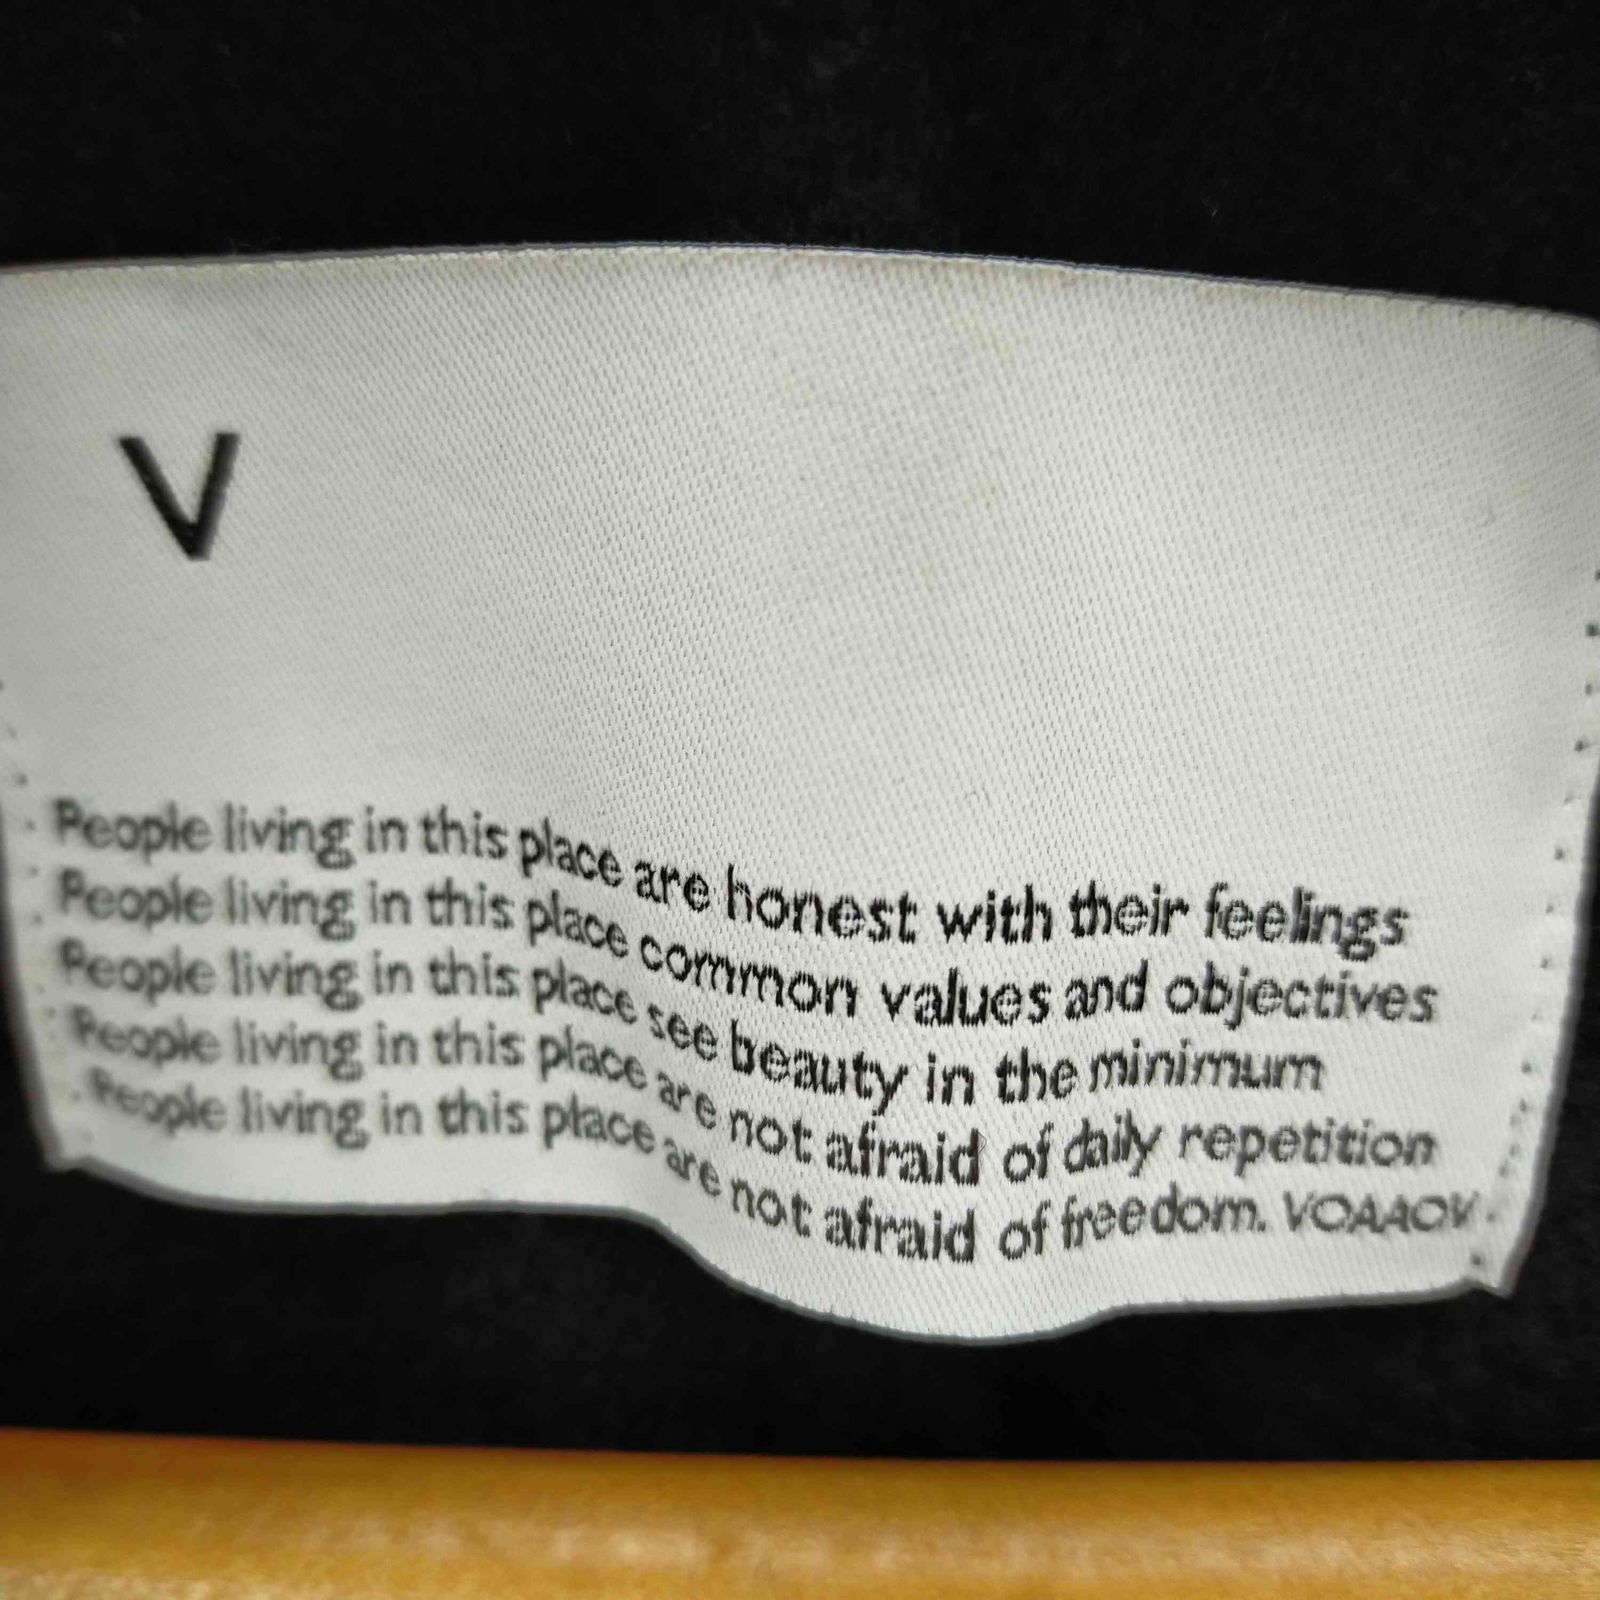 V
People living in this place are honest with their feelings
People living in this place common values and objectives
People living in this place see beauty in the minimum
People living in this place are not afraid of daily repetition
People living in this place are not afraid of freedom. VOAAOV